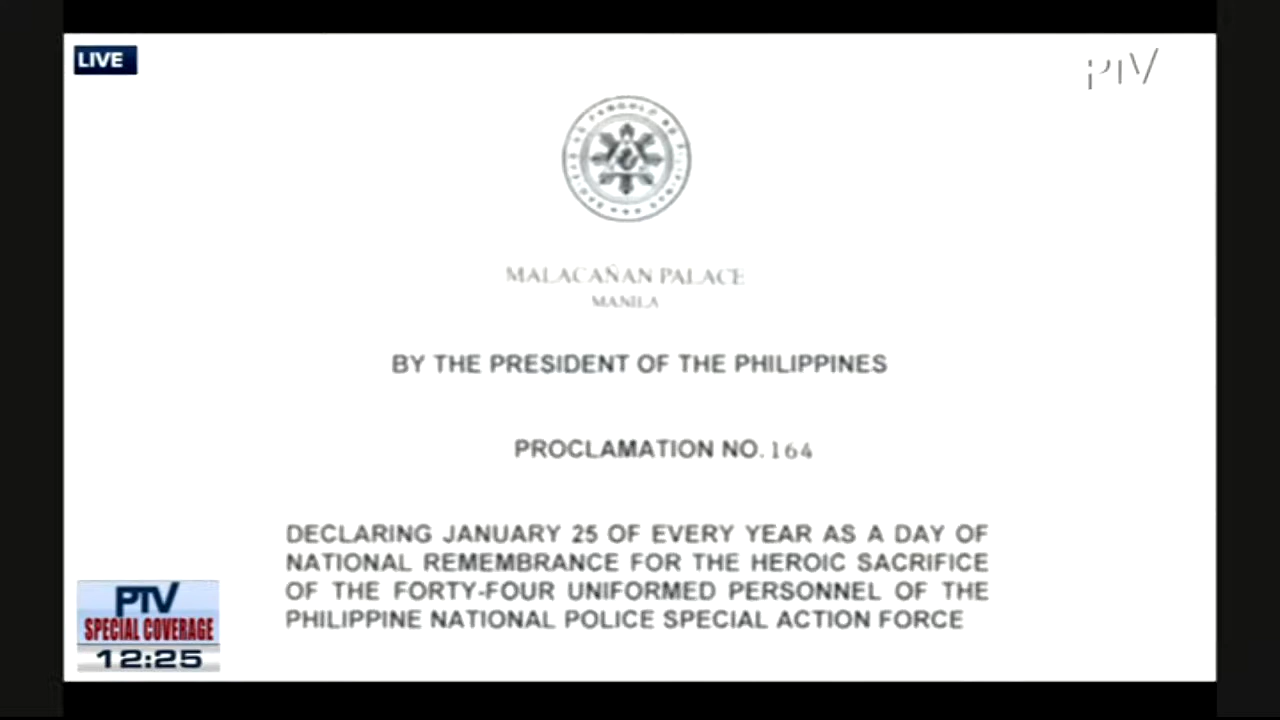 LIVE
PTV
MALACAÑAN PALACE
MANILA
BY THE PRESIDENT OF THE PHILIPPINES
PROCLAMATION NO. 164
DECLARING JANUARY 25 OF EVERY YEAR AS A DAY OF
NATIONAL REMEMBRANCE FOR THE HEROIC SACRIFICE
OF THE FORTY-FOUR UNIFORMED PERSONNEL OF THE
PHILIPPINE NATIONAL POLICE SPECIAL ACTION FORCE
PTV
SPECIAL COVERAGE
12:25